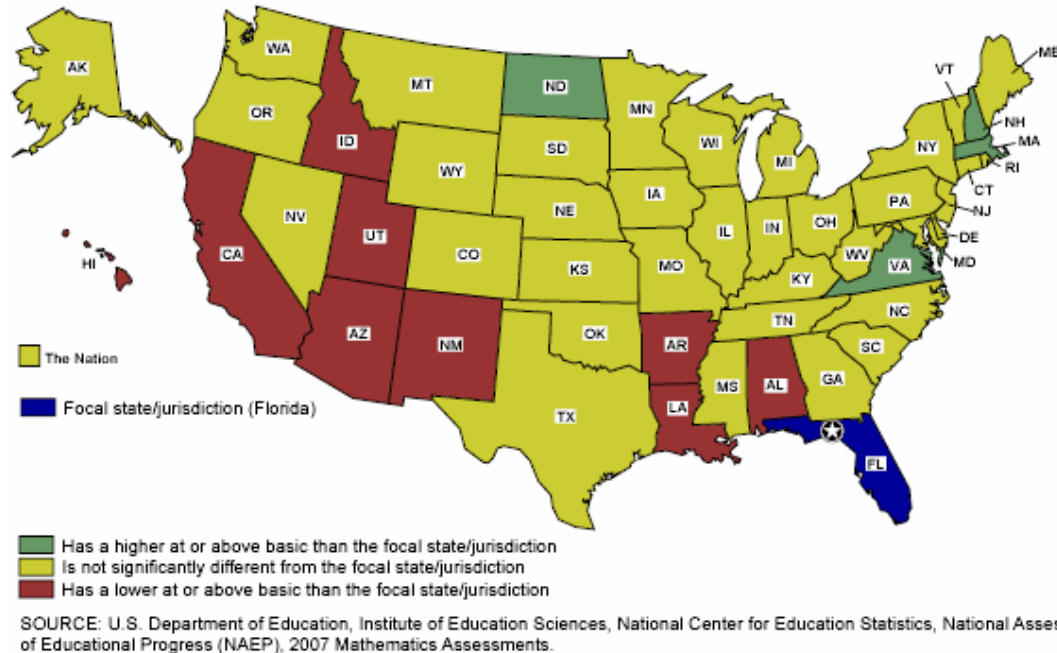 AK
WA
MT
ND
MN
VT
ME
OR
ID
SD
WI
MI
NY
NH
MA
RI
WY
CT
NV
UT
NE
IA
PA
NJ
CA
CO
IL
IN
OH
DE
HI
KS
MO
WV
VA
MD
KY
AZ
NM
OK
AR
TN
NC
The Nation
SC
MS
AL
GA
Focal state/jurisdiction (Florida)
TX
LA
FL
Has a higher at or above basic than the focal state/jurisdiction
Is not significantly different from the focal state/jurisdiction
Has a lower at or above basic than the focal state/jurisdiction
SOURCE: U.S. Department of Education, Institute of Education Sciences, National Center for Education Statistics, National Asses
of Educational Progress (NAEP), 2007 Mathematics Assessments.